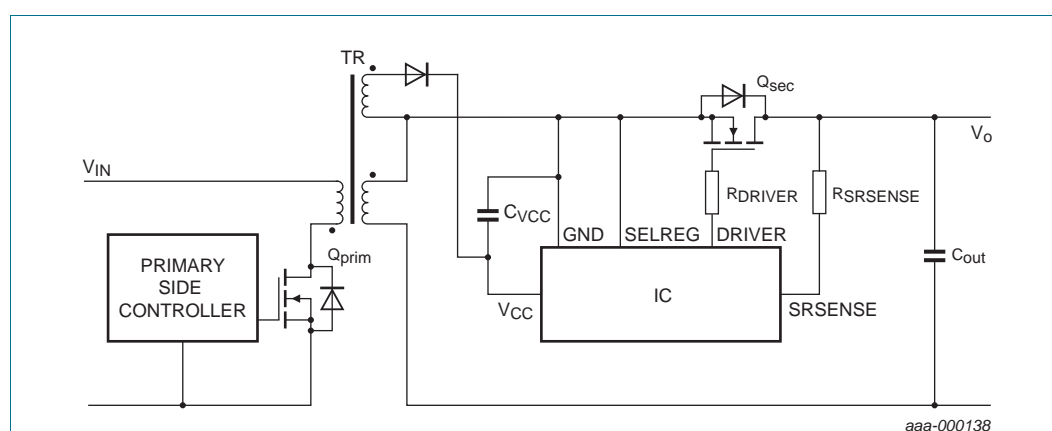 TR
Qsec
Vo
VIN
RDRIVER
RSRSENSE
CVCC
GND
SELREG
DRIVER
Qprim
Cout
PRIMARY
SIDE
CONTROLLER
IC
VCC
SRSENSE
aaa-000138